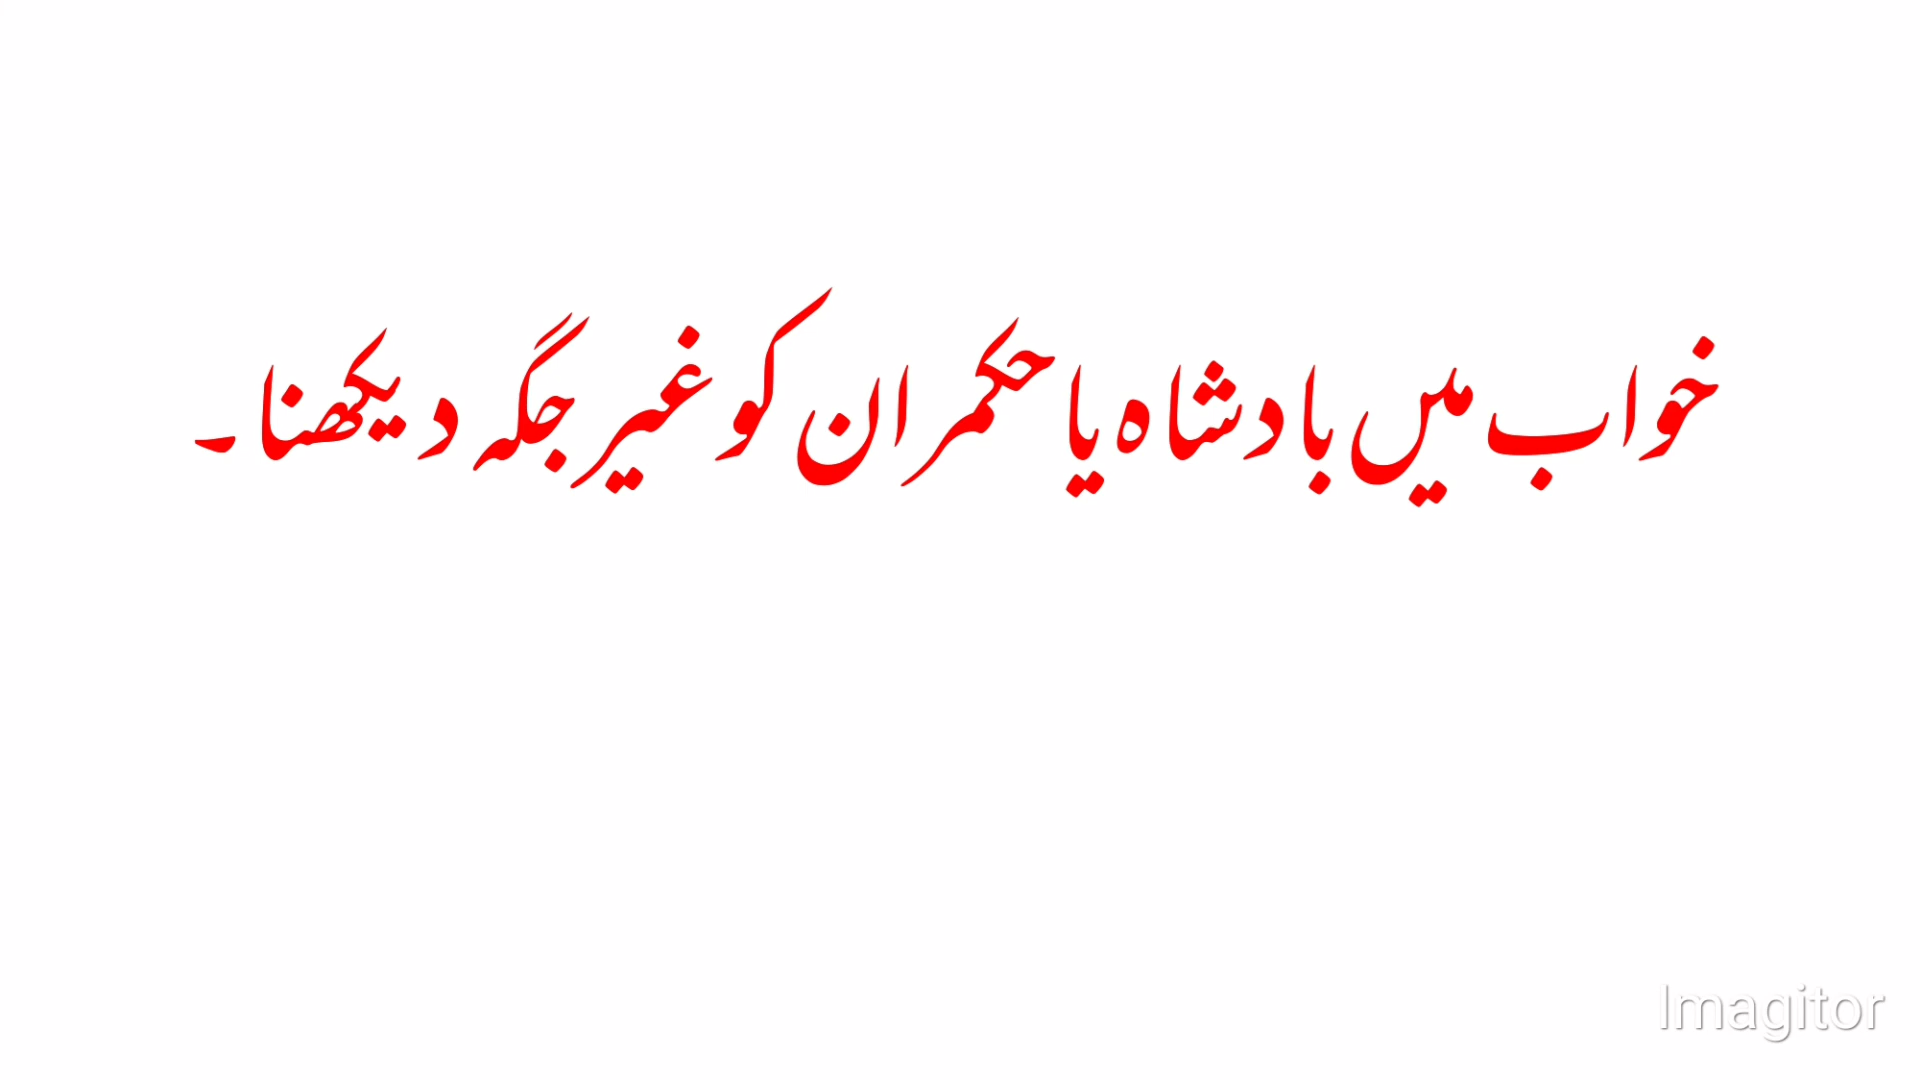 خواب میں بادشاہ یا حکمران کو غیر جگہ دیکھنا۔
Imagitor